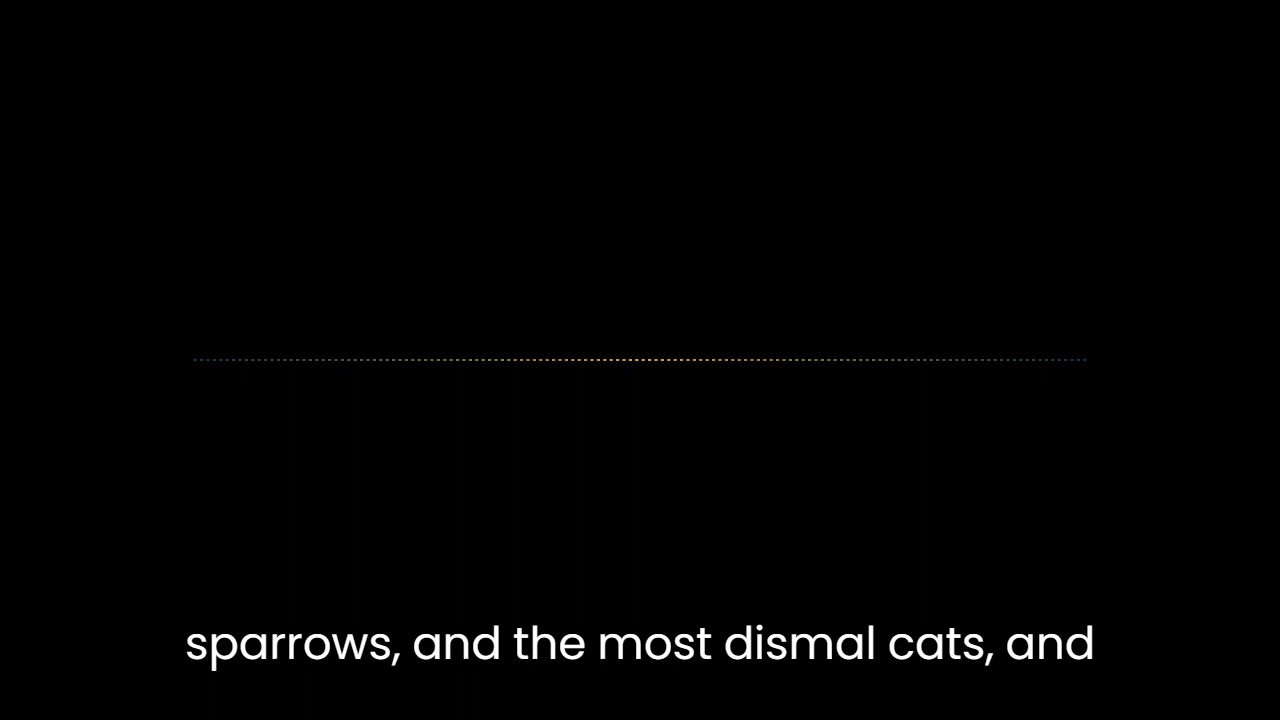 sparrows, and the most dismal cats, and